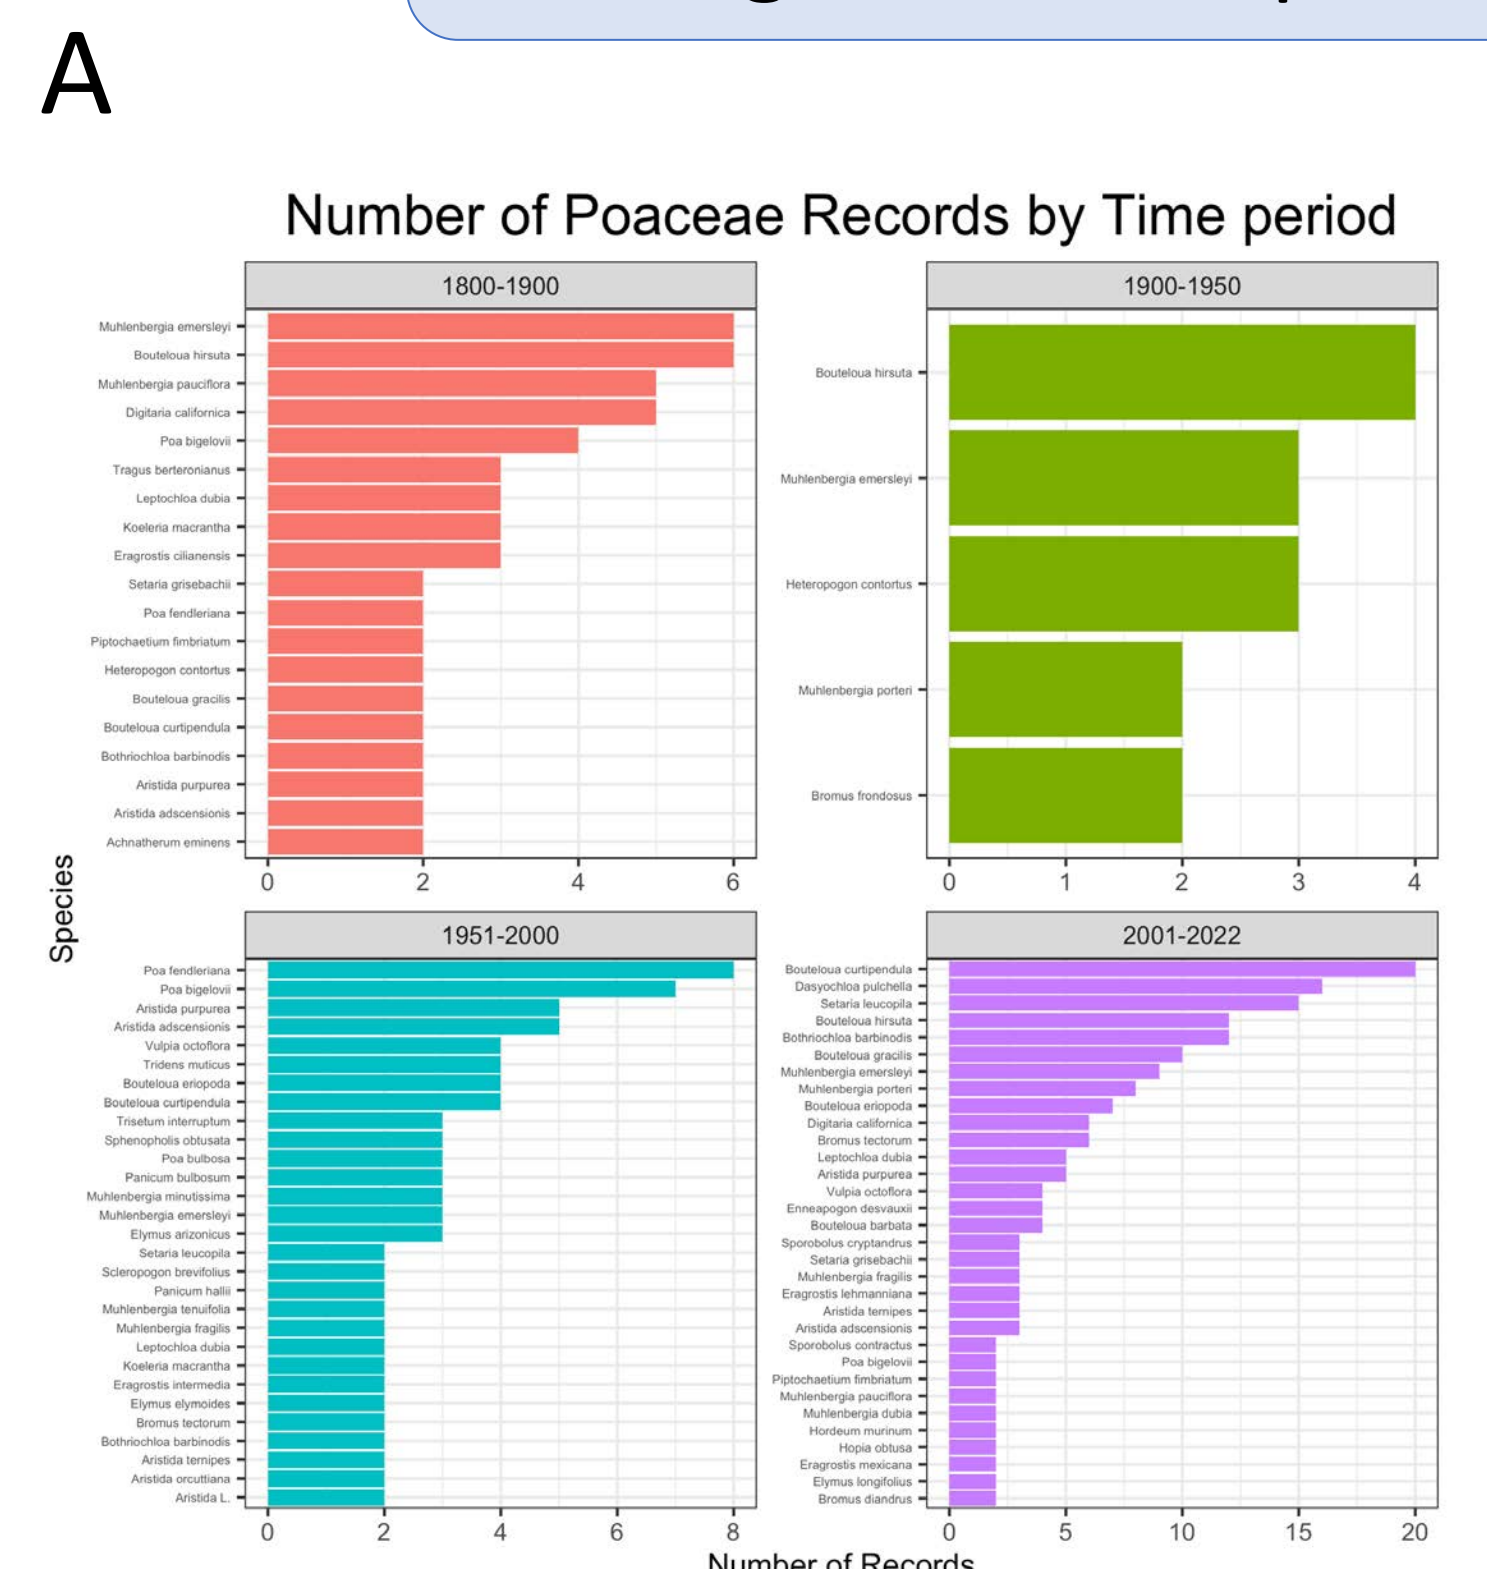 A
Number of Poaceae Records by Time period
1800-1900
Muhlenbergia emersleyi
Bouteloua hirsuta
Muhlenbergia pauciflora
Digitaria californica
Poa bigelovii
Tragus berteronianus
Leptochloa dubia
Koeleria macrantha
Eragrostis cilianensis
Setaria grisebachii
Poa fendleriana
Piptochaetium fimbriatum
Heteropogon contortus
Bouteloua gracilis
Bouteloua curtipendula
Bothriochloa barbinodis
Aristida purpurea
Aristida adscensionis
Achnatherum eminens
0 2 4 6
1900-1950
Bouteloua hirsuta
Muhlenbergia emersleyi
Heteropogon contortus
Muhlenbergia porteri
Bromus frondosus
0 1 2 3 4
Species
1951-2000
Poa fendleriana
Poa bigelovii
Aristida purpurea
Aristida adscensionis
Vulpia octoflora
Tridens muticus
Bouteloua eriopoda
Bouteloua curtipendula
Trisetum interruptum
Sphenopholis obtusata
Poa bulbosa
Panicum bulbosum
Muhlenbergia minutissima
Muhlenbergia emersleyi
Elymus arizonicus
Setaria leucopila
Scleropogon brevifolius
Panicum hallii
Muhlenbergia tenuifolia
Muhlenbergia fragilis
Leptochloa dubia
Koeleria macrantha
Eragrostis intermedia
Elymus elymoides
Bromus tectorum
Bothriochloa barbinodis
Aristida ternipes
Aristida orcuttiana
Aristida L.
0 2 4 6 8
2001-2022
Bouteloua curtipendula
Dasyochloa pulchella
Setaria leucopila
Bouteloua hirsuta
Bothriochloa barbinodis
Bouteloua gracilis
Muhlenbergia emersleyi
Muhlenbergia porteri
Bouteloua eriopoda
Digitaria californica
Bromus tectorum
Leptochloa dubia
Aristida purpurea
Vulpia octoflora
Enneapogon desvauxii
Bouteloua barbata
Sporobolus cryptandrus
Setaria grisebachii
Muhlenbergia fragilis
Eragrostis lehmanniana
Aristida ternipes
Aristida adscensionis
Sporobolus contractus
Poa bigelovii
Piptochaetium fimbriatum
Muhlenbergia pauciflora
Muhlenbergia dubia
Hordeum murinum
Hopia obtusa
Eragrostis mexicana
Elymus longifolius
Bromus diandrus
0 5 10 15 20
Number of Records